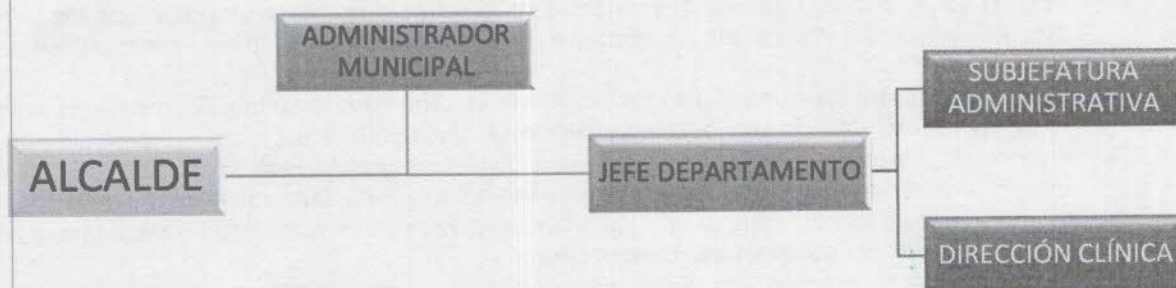 ADMINISTRADOR
MUNICIPAL
ALCALDE
JEFE DEPARTAMENTO
SUBJEFATURA
ADMINISTRATIVA
DIRECCIÓN CLÍNICA